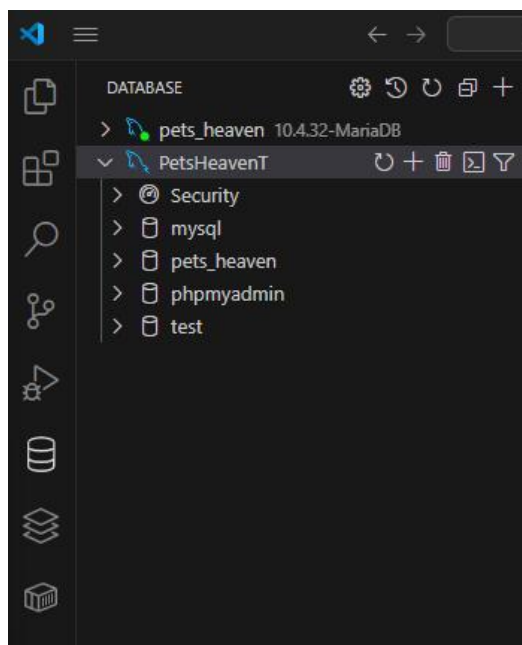 DATABASE
pets_heaven 10.4.32-MariaDB
PetsHeavenT
Security
mysql
pets_heaven
phpmyadmin
test